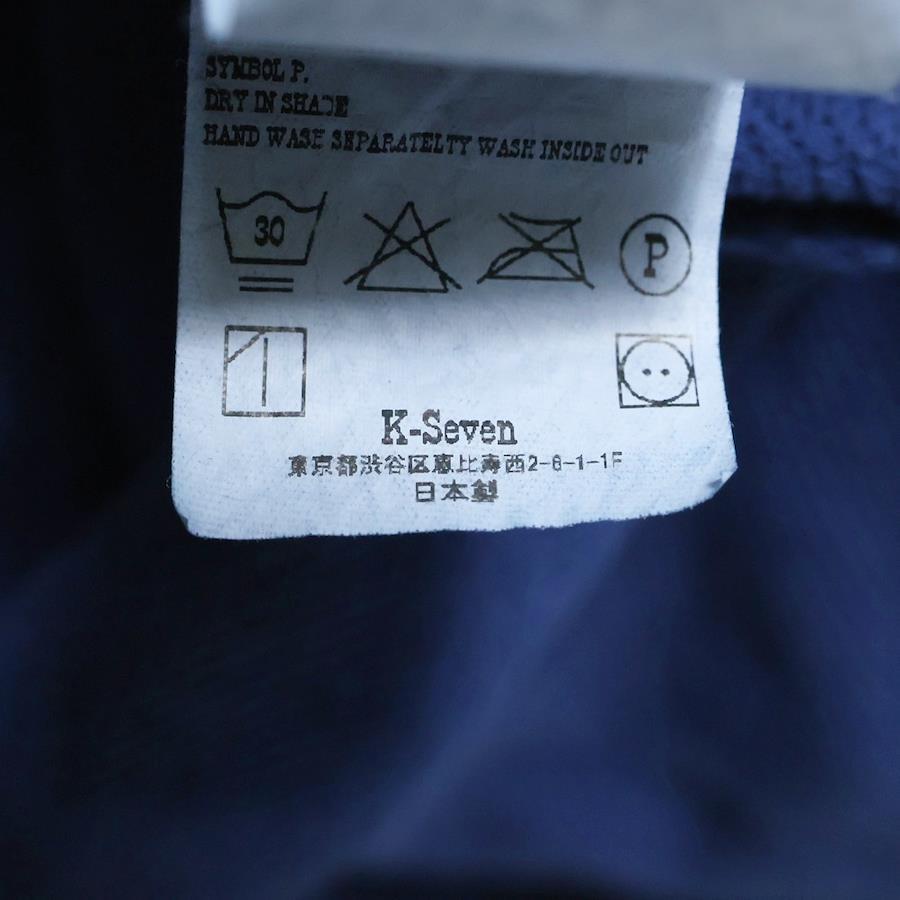 SYMBOL P.
DRY IN SHADE
HAND WASH SEPARATELTY WASH INSIDE OUT
30
P
K-Seven
東京都渋谷区恵比寿西2-8-1-1F
日本製